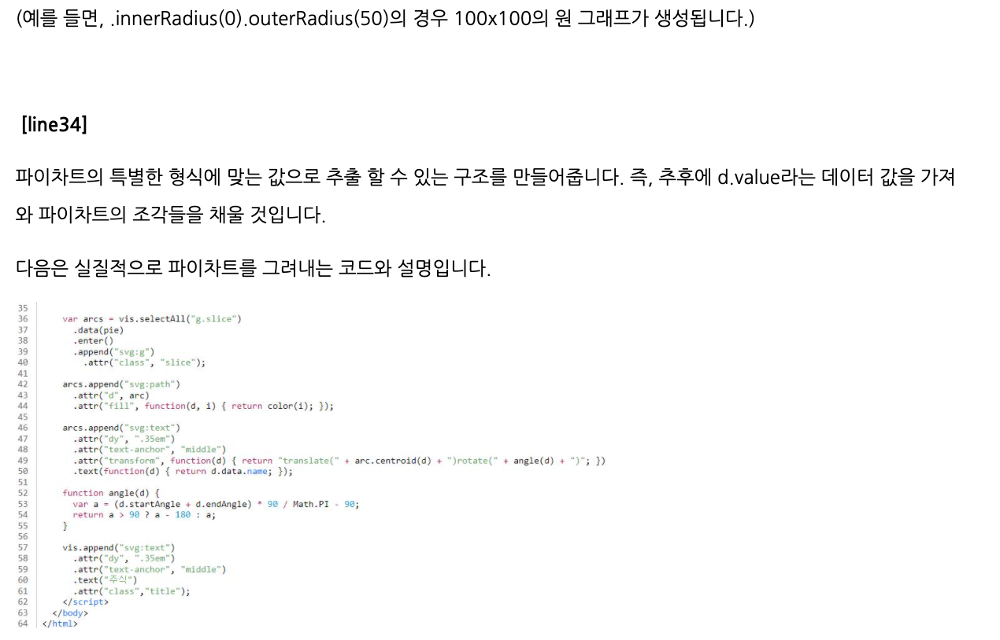 (예를 들면, .innerRadius(0).outerRadius(50)의 경우 100x100의 원 그래프가 생성됩니다.)
[line34]
파이차트의 특별한 형식에 맞는 값으로 추출 할 수 있는 구조를 만들어줍니다. 즉, 추후에 d.value라는 데이터 값을 가져
와 파이차트의 조각들을 채울 것입니다.
다음은 실질적으로 파이차트를 그려내는 코드와 설명입니다.
35
36 var arcs = vis.selectAll("g.slice")
37 .data(pie)
38 .enter()
39 .append("svg:g")
40 .attr("class", "slice");
41
42 arcs.append("svg:path")
43 .attr("d", arc)
44 .attr("fill", function(d, i) { return color(i); });
45
46 arcs.append("svg:text")
47 .attr("dy", ".35em")
48 .attr("text-anchor", "middle")
49 .attr("transform", function(d) { return "translate(" + arc.centroid(d) + ")rotate(" + angle(d) + ")"; })
50 .text(function(d) { return d.data.name; });
51
52 function angle(d) {
53 var a = (d.startAngle + d.endAngle) * 90 / Math.PI - 90;
54 return a > 90 ? a - 180 : a;
55 }
56
57 vis.append("svg:text")
58 .attr("dy", ".35em")
59 .attr("text-anchor", "middle")
60 .text("주식")
61 .attr("class","title");
62 </script>
63 </body>
64 </html>